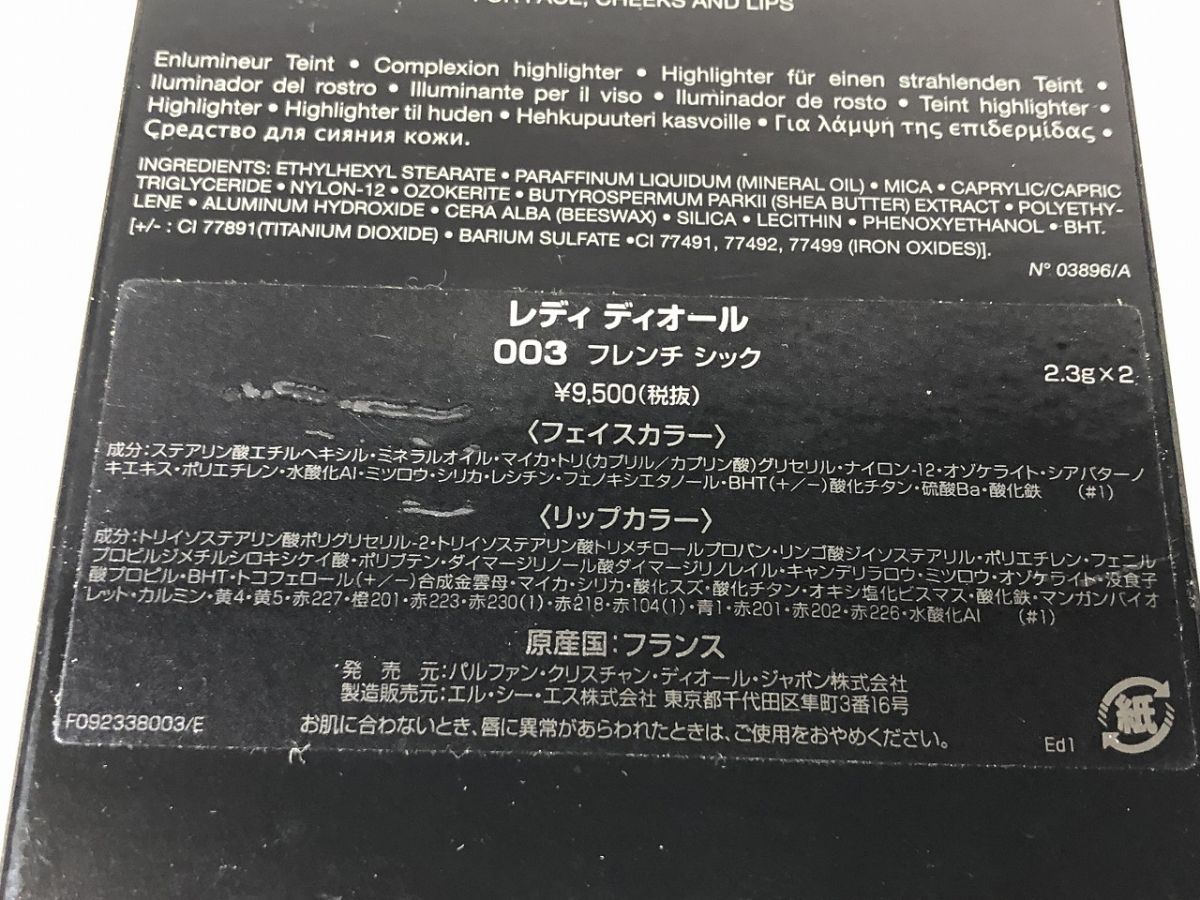 FOR FACE, CHEEKS AND LIPS
Enlumineur Teint • Complexion highlighter • Highlighter für einen strahlenden Teint •
Iluminador del rostro • Illuminante per il viso • Iluminador de rosto • Teint highlighter •
Highlighter • Highlighter til huden • Hehkupuuteri kasvoille • Για λάμψη της επιδερμίδας •
Средство для сияния кожи.
INGREDIENTS: ETHYLHEXYL STEARATE • PARAFFINUM LIQUIDUM (MINERAL OIL) • MICA • CAPRYLIC/CAPRIC
TRIGLYCERIDE • NYLON-12 • OZOKERITE • BUTYROSPERMUM PARKII (SHEA BUTTER) EXTRACT • POLYETHY-
LENE • ALUMINUM HYDROXIDE • CERA ALBA (BEESWAX) • SILICA • LECITHIN • PHENOXYETHANOL • BHT.
[+/- : CI 77891(TITANIUM DIOXIDE) • BARIUM SULFATE •CI 77491, 77492, 77499 (IRON OXIDES)].
N° 03896/A
レディ ディオール
003 フレンチ シック
2.3g×2
¥9,500(税抜)
〈フェイスカラー〉
成分:ステアリン酸エチルヘキシル・ミネラルオイル・マイカ・トリ(カプリル/カプリン酸)グリセリル・ナイロン-12・オゾケライト・シアバターノ
キエキス・ポリエチレン・水酸化Al・ミツロウ・シリカ・レシチン・フェノキシエタノール・BHT(+/−)酸化チタン・硫酸Ba・酸化鉄 (#1)
〈リップカラー〉
成分:トリイソステアリン酸ポリグリセリル-2・トリイソステアリン酸トリメチロールプロパン・リンゴ酸ジイソステアリル・ポリエチレン・フェニル
プロピルジメチルシロキシケイ酸・ポリブテン・ダイマージリノール酸ダイマージリノレイル・キャンデリラロウ・ミツロウ・オゾケライト・没食子
酸プロピル・BHT・トコフェロール(+/−)合成金雲母・マイカ・シリカ・酸化スズ・酸化チタン・オキシ塩化ビスマス・酸化鉄・マンガンバイオ
レット・カルミン・黄4・黄5・赤227・橙201・赤223・赤230(1)・赤218・赤104(1)・青1・赤201・赤202・赤226・水酸化Al (#1)
原産国:フランス
発 売 元:パルファン・クリスチャン・ディオール・ジャポン株式会社
製造販売元:エル・シー・エス株式会社 東京都千代田区隼町3番16号
F092338003/E お肌に合わないとき、唇に異常があらわれたときは、ご使用をおやめください。
Ed1
紙